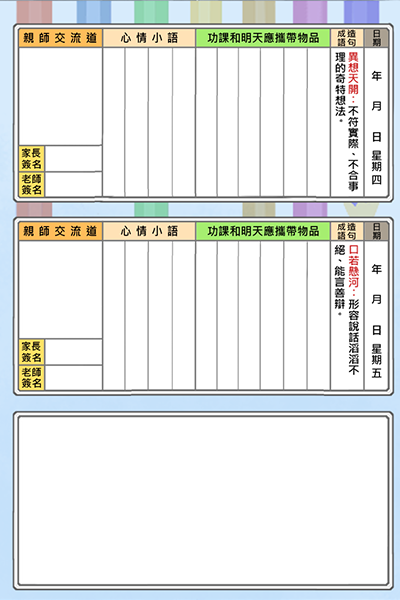 日期
年 月 日 星期四
成語造句
異想天開：不符實際、不合事
理的奇特想法。
功課和明天應攜帶物品
心情小語
親師交流道
家長簽名
老師簽名
日期
年 月 日 星期五
成語造句
口若懸河：形容說話滔滔不
絕、能言善辯。
功課和明天應攜帶物品
心情小語
親師交流道
家長簽名
老師簽名